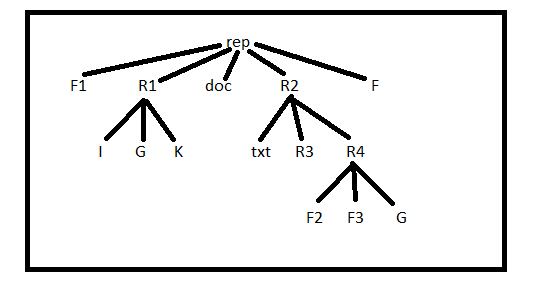 rep
F1 R1 doc R2 F
I G K txt R3 R4
F2 F3 G